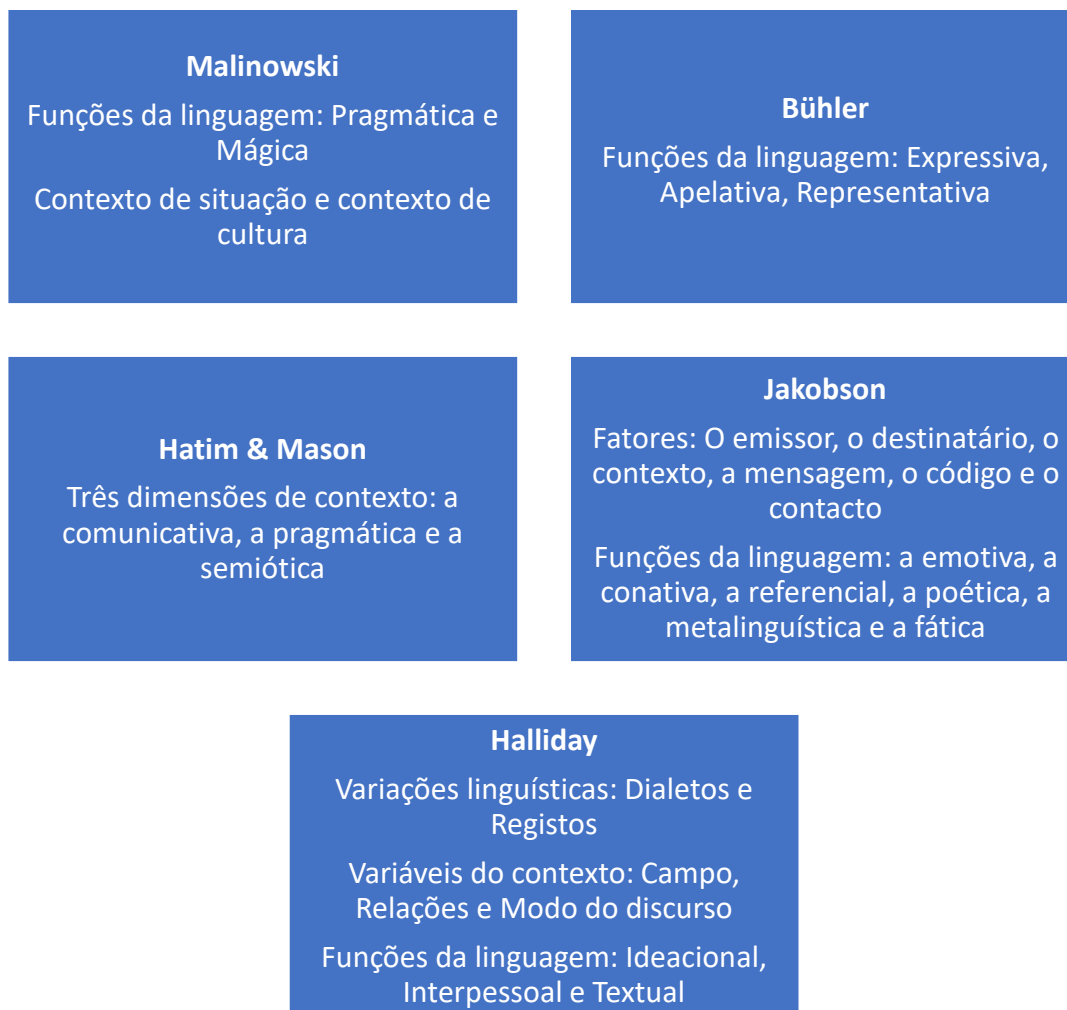 Malinowski
Funções da linguagem: Pragmática e
Mágica
Contexto de situação e contexto de
cultura
Bühler
Funções da linguagem: Expressiva,
Apelativa, Representativa
Hatim & Mason
Três dimensões de contexto: a
comunicativa, a pragmática e a
semiótica
Jakobson
Fatores: O emissor, o destinatário, o
contexto, a mensagem, o código e o
contacto
Funções da linguagem: a emotiva, a
conativa, a referencial, a poética, a
metalinguística e a fática
Halliday
Variações linguísticas: Dialetos e
Registos
Variáveis do contexto: Campo,
Relações e Modo do discurso
Funções da linguagem: Ideacional,
Interpessoal e Textual